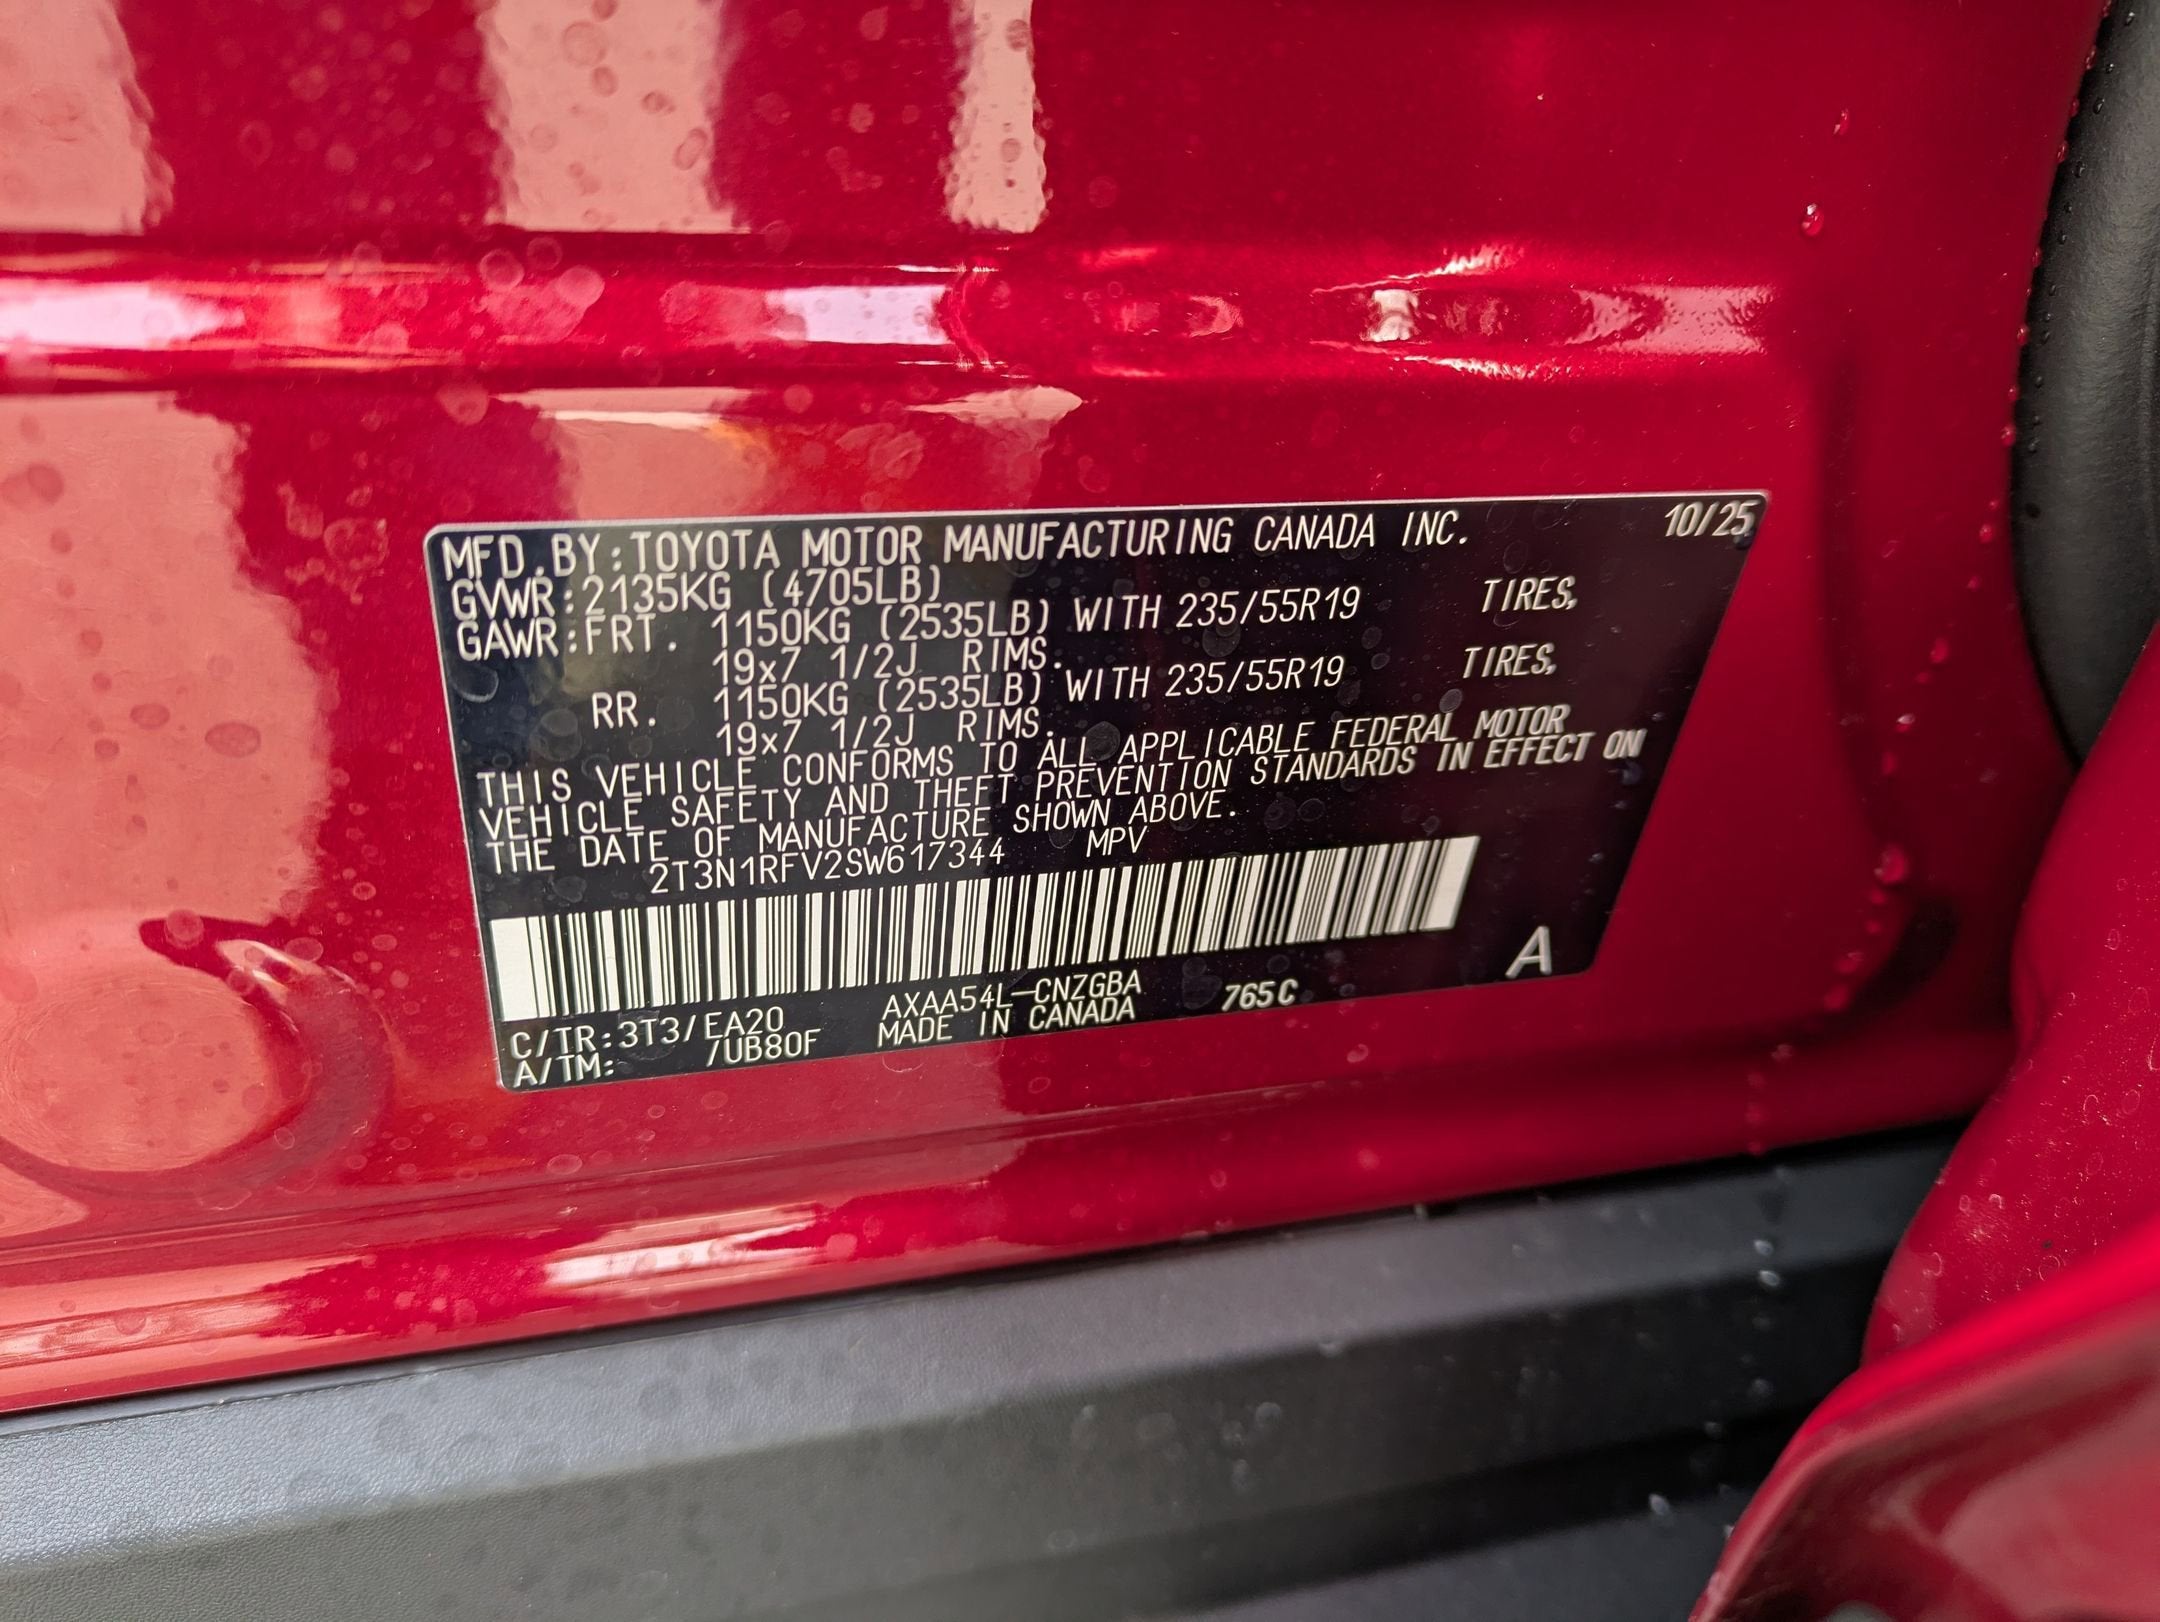 MFD.BY:TOYOTA MOTOR MANUFACTURING CANADA INC. 10/25
GVWR:2135KG (4705LB)
GAWR:FRT. 1150KG (2535LB) WITH 235/55R19 TIRES,
19x7 1/2J RIMS.
RR. 1150KG (2535LB) WITH 235/55R19 TIRES,
19x7 1/2J RIMS.
THIS VEHICLE CONFORMS TO ALL APPLICABLE FEDERAL MOTOR
VEHICLE SAFETY AND THEFT PREVENTION STANDARDS IN EFFECT ON
THE DATE OF MANUFACTURE SHOWN ABOVE.
2T3N1RFV2SW617344 MPV
A
C/TR:3T3/EA20 AXAA54L-CNZGBA 765C
A/TM: /UB80F MADE IN CANADA